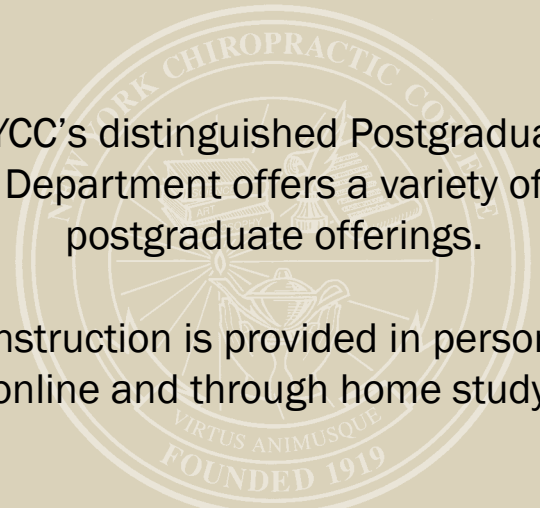 YORK CHIROPRACTIC
YCC’s distinguished Postgradua
Department offers a variety of
postgraduate offerings.
nstruction is provided in person
online and through home study
VIRTUS ANIMUSQUE
FOUNDED 1919